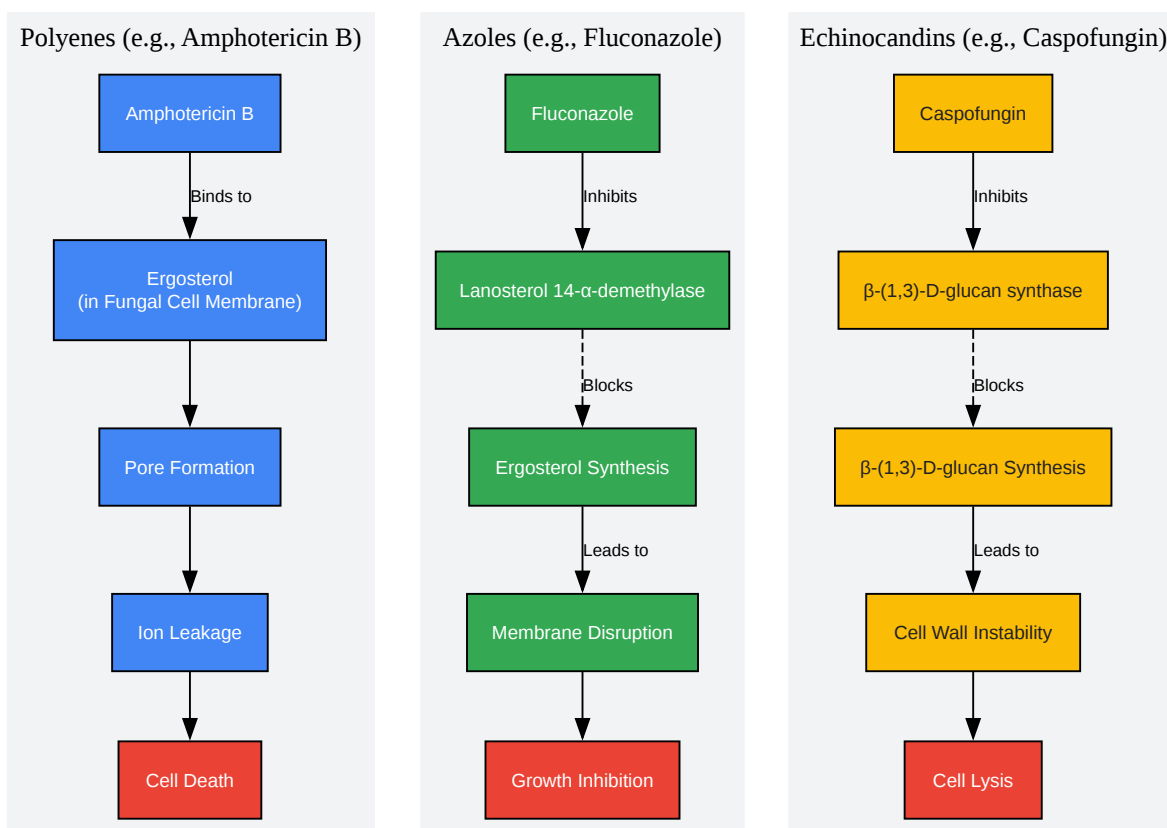 Polyenes (e.g., Amphotericin B)
Amphotericin B
Binds to
Ergosterol
(in Fungal Cell Membrane)
Pore Formation
Ion Leakage
Cell Death
Azoles (e.g., Fluconazole)
Fluconazole
Inhibits
Lanosterol 14-α-demethylase
Blocks
Ergosterol Synthesis
Leads to
Membrane Disruption
Growth Inhibition
Echinocandins (e.g., Caspofungin)
Caspofungin
Inhibits
β-(1,3)-D-glucan synthase
Blocks
β-(1,3)-D-glucan Synthesis
Leads to
Cell Wall Instability
Cell Lysis